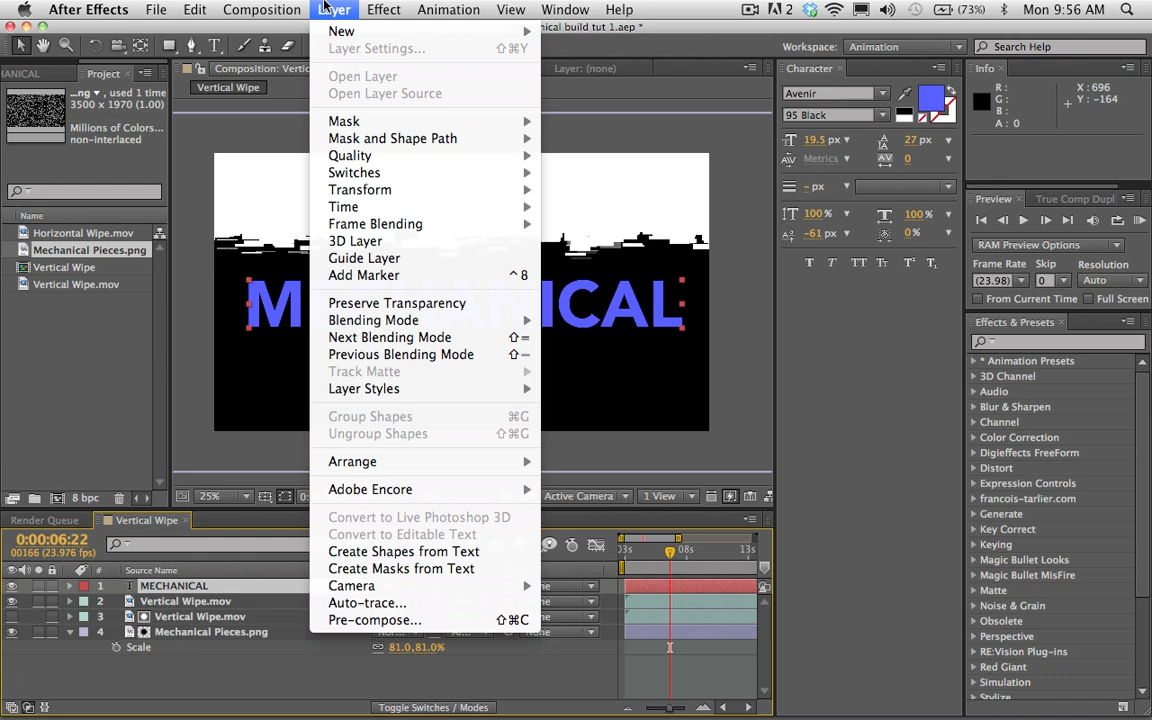 After Effects File Edit Composition Layer Effect Animation View Window Help 2 (73%) Mon 9:56 AM
nical build tut 1.aep *
Workspace: Animation Search Help
HANICAL Project Composition: Vertic Layer: (none) Character Info
...ng, used 1 time
3500 x 1970 (1.00)
Millions of Colors...
non-interlaced
Vertical Wipe
Avenir
95 Black
R:
G:
B:
A: 0
X: 696
Y: -164
19.5 px 27 px
Metrics 0
- px
100% 100%
-61 px 0%
T T TT Tt T¹ T₁
Name
Horizontal Wipe.mov
Mechanical Pieces.png
Vertical Wipe
Vertical Wipe.mov
8 bpc
New
Layer Settings... ⇧⌘Y
Open Layer
Open Layer Source
Mask
Mask and Shape Path
Quality
Switches
Transform
Time
Frame Blending
3D Layer
Guide Layer
Add Marker ^8
Preserve Transparency
Blending Mode
Next Blending Mode ⇧=
Previous Blending Mode ⇧–
Track Matte
Layer Styles
Group Shapes ⌘G
Ungroup Shapes ⇧⌘G
Arrange
Adobe Encore
Convert to Live Photoshop 3D
Convert to Editable Text
Create Shapes from Text
Create Masks from Text
Camera
Auto-trace...
Pre-compose... ⇧⌘C
MECHANICAL
25% Active Camera 1 View
Preview True Comp Dupl
RAM Preview Options
Frame Rate Skip Resolution
(23.98) 0 Auto
From Current Time Full Screen
Effects & Presets
* Animation Presets
3D Channel
Audio
Blur & Sharpen
Channel
Color Correction
Digieffects FreeForm
Distort
Expression Controls
francois-tarlier.com
Generate
Key Correct
Keying
Magic Bullet Looks
Magic Bullet MisFire
Matte
Noise & Grain
Obsolete
Perspective
RE:Vision Plug-ins
Red Giant
Simulation
Stylize
Render Queue Vertical Wipe
0:00:06:22
00166 (23.976 fps)
03s 08s 13s
# Source Name
1 T MECHANICAL
2 Vertical Wipe.mov
3 Vertical Wipe.mov
4 Mechanical Pieces.png
Scale 81.0,81.0%
Toggle Switches / Modes